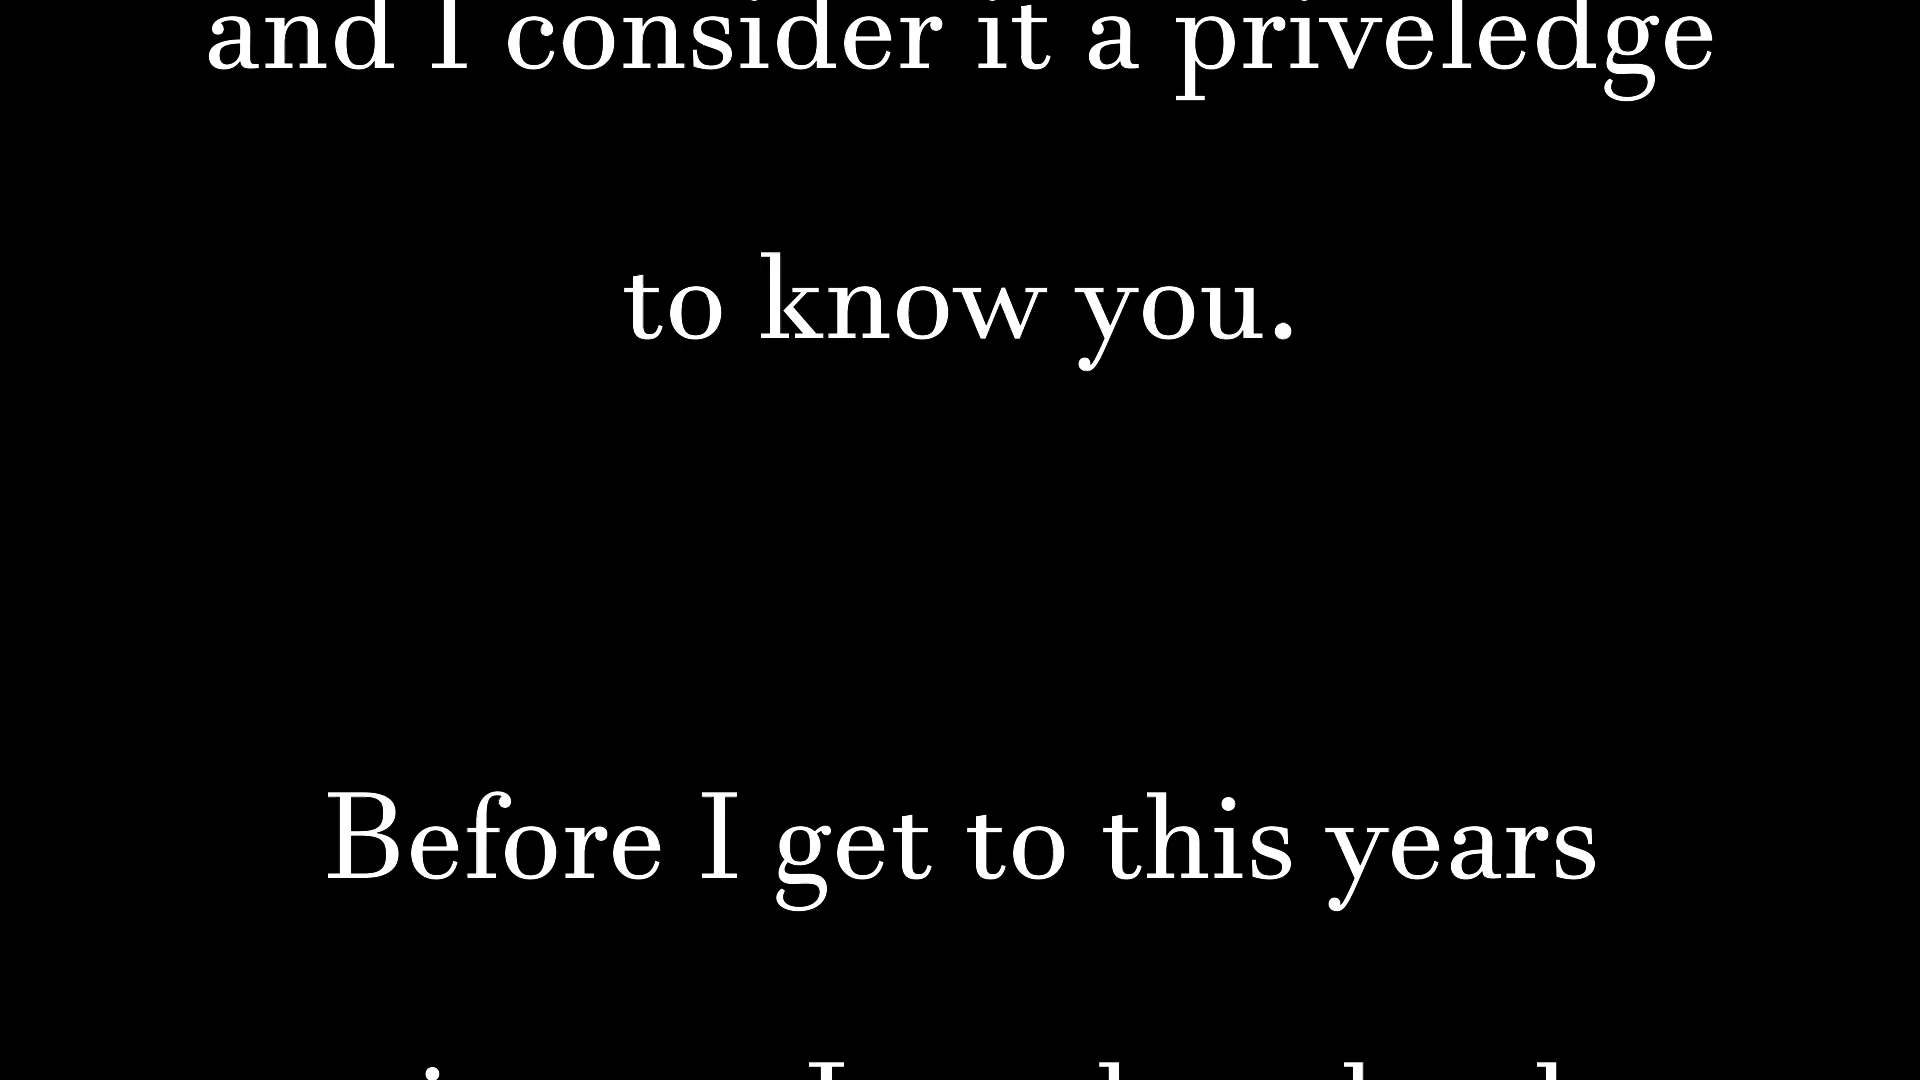 and I consider it a priveledge
to know you.
Before I get to this years